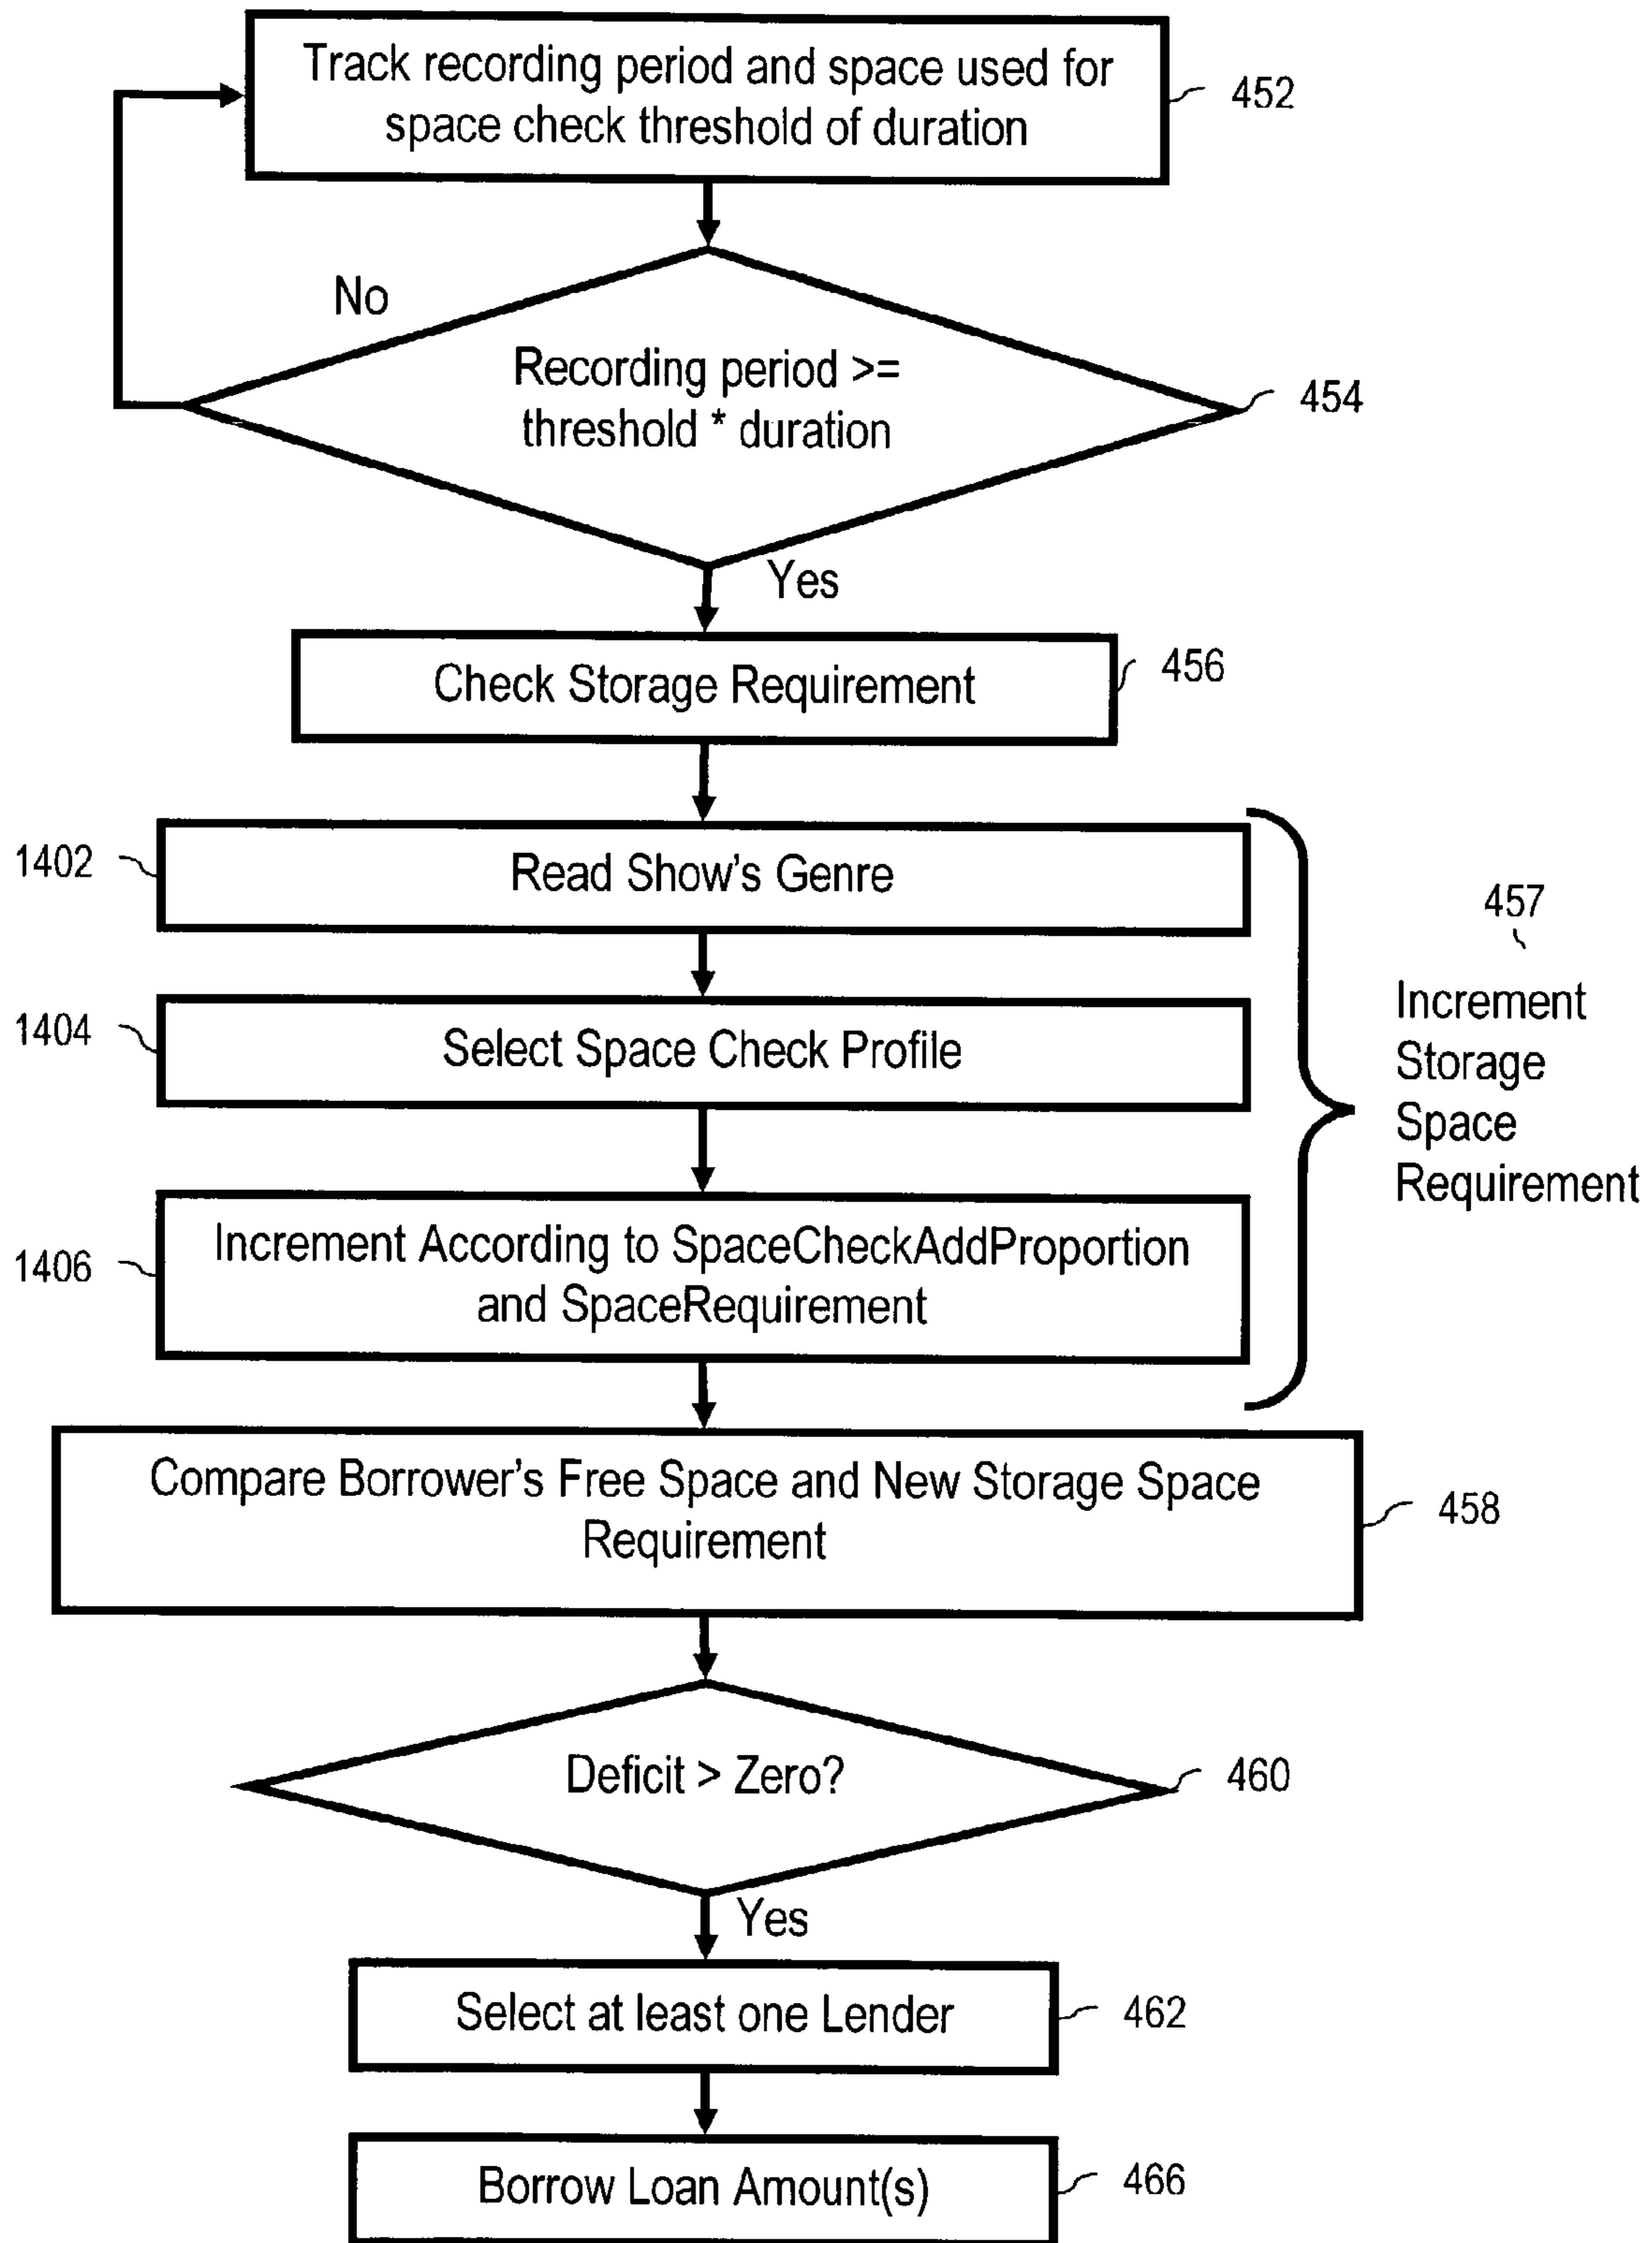 Track recording period and space used for
space check threshold of duration
452
No
Recording period >=
threshold * duration
454
Yes
Check Storage Requirement
456
1402
Read Show's Genre
457
Increment
Storage
Space
Requirement
1404
Select Space Check Profile
1406
Increment According to SpaceCheckAddProportion
and SpaceRequirement
Compare Borrower's Free Space and New Storage Space
Requirement
458
Deficit > Zero?
460
Yes
Select at least one Lender
462
Borrow Loan Amount(s)
466